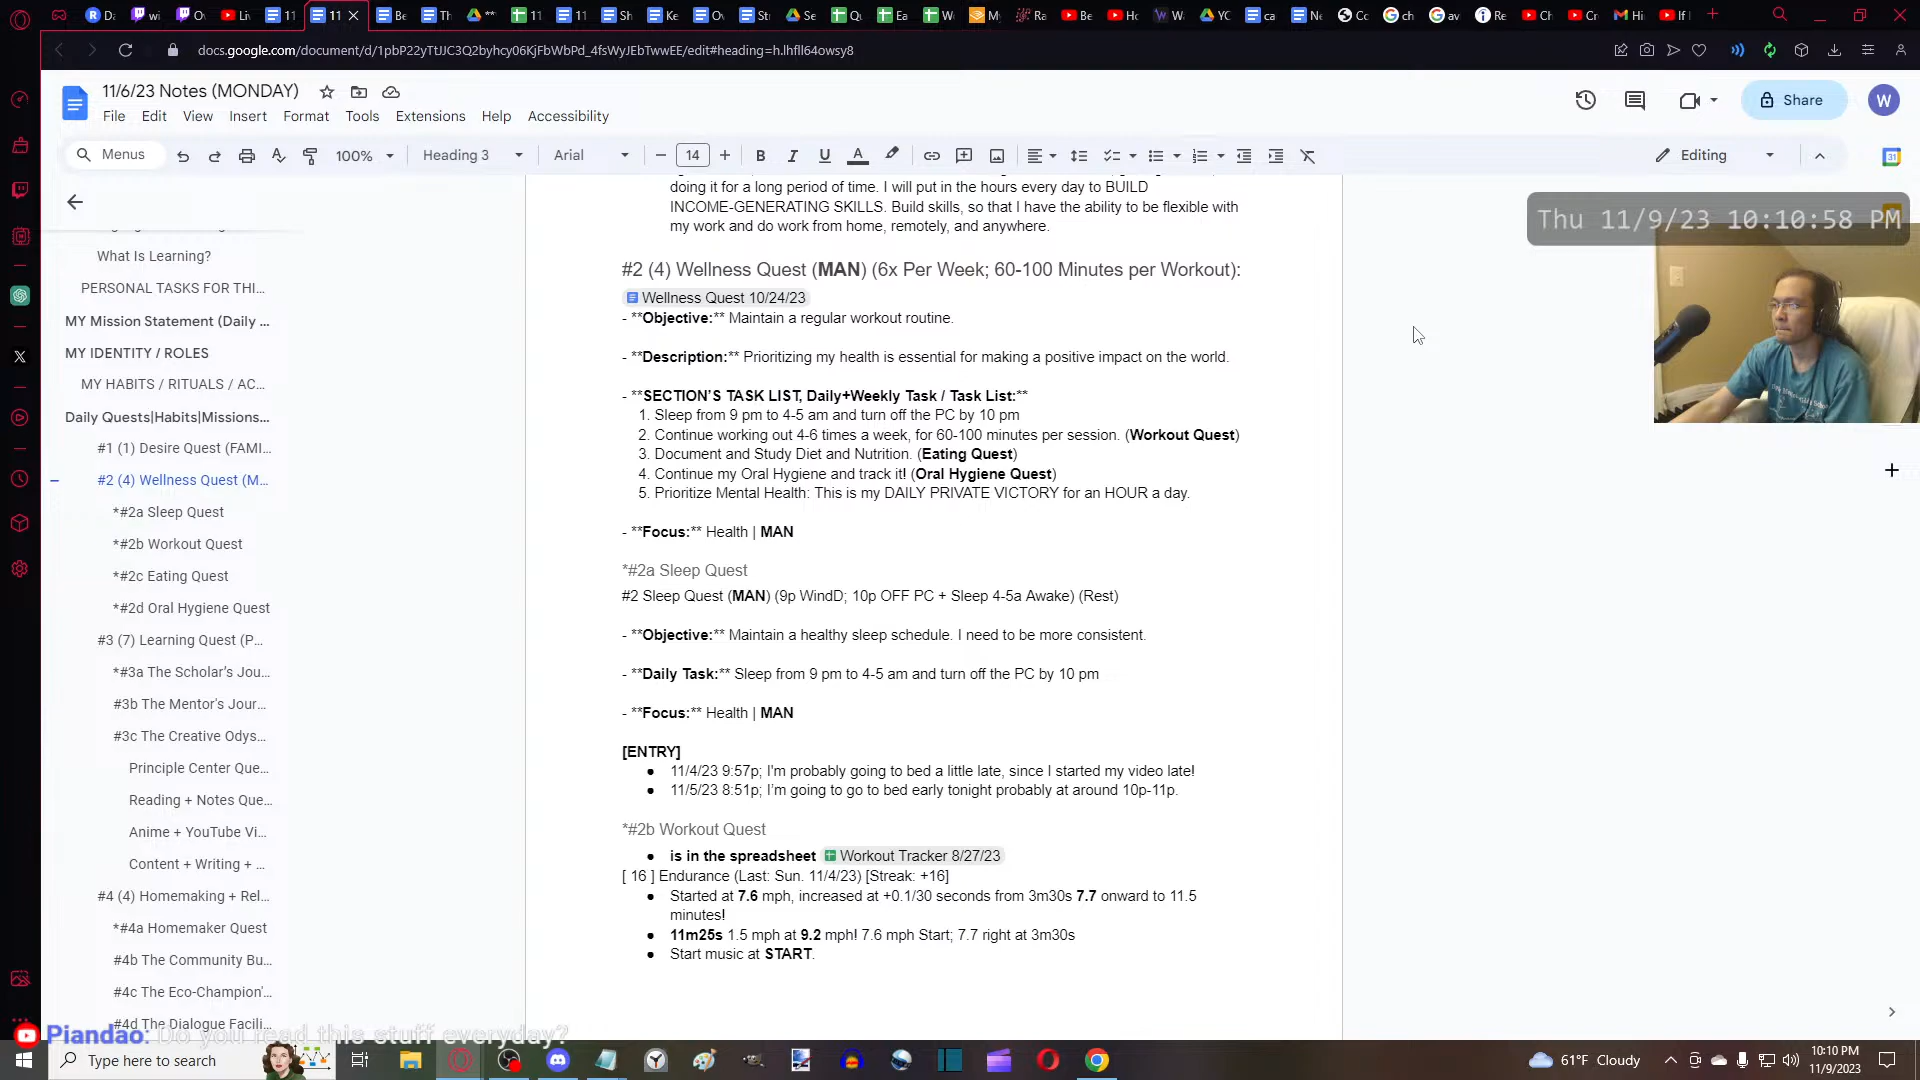 docs.google.com/document/d/1pbP22yTtJJC3Q2byhcy06KjFbWbPd_4fsWyJEbTwwEE/edit#heading=h.lhfll64owsy8
11/6/23 Notes (MONDAY)
File Edit View Insert Format Tools Extensions Help Accessibility
Share
W
Menus
100%
Heading 3
Arial
14
Editing
Thu 11/9/23 10:10:58 PM
What Is Learning?
PERSONAL TASKS FOR THI...
MY Mission Statement (Daily ...
MY IDENTITY / ROLES
MY HABITS / RITUALS / AC...
Daily Quests|Habits|Missions...
#1 (1) Desire Quest (FAMI...
#2 (4) Wellness Quest (M...
*#2a Sleep Quest
*#2b Workout Quest
*#2c Eating Quest
*#2d Oral Hygiene Quest
#3 (7) Learning Quest (P...
*#3a The Scholar's Jou...
#3b The Mentor's Jour...
#3c The Creative Odys...
Principle Center Que...
Reading + Notes Que...
Anime + YouTube Vi...
Content + Writing + ...
#4 (4) Homemaking + Rel...
*#4a Homemaker Quest
#4b The Community Bu...
#4c The Eco-Champion'...
#4d The Dialogue Facili...
doing it for a long period of time. I will put in the hours every day to BUILD
INCOME-GENERATING SKILLS. Build skills, so that I have the ability to be flexible with
my work and do work from home, remotely, and anywhere.
#2 (4) Wellness Quest (MAN) (6x Per Week; 60-100 Minutes per Workout):
Wellness Quest 10/24/23
- **Objective:** Maintain a regular workout routine.
- **Description:** Prioritizing my health is essential for making a positive impact on the world.
- **SECTION'S TASK LIST, Daily+Weekly Task / Task List:**
1. Sleep from 9 pm to 4-5 am and turn off the PC by 10 pm
2. Continue working out 4-6 times a week, for 60-100 minutes per session. (Workout Quest)
3. Document and Study Diet and Nutrition. (Eating Quest)
4. Continue my Oral Hygiene and track it! (Oral Hygiene Quest)
5. Prioritize Mental Health: This is my DAILY PRIVATE VICTORY for an HOUR a day.
- **Focus:** Health | MAN
*#2a Sleep Quest
#2 Sleep Quest (MAN) (9p WindD; 10p OFF PC + Sleep 4-5a Awake) (Rest)
- **Objective:** Maintain a healthy sleep schedule. I need to be more consistent.
- **Daily Task:** Sleep from 9 pm to 4-5 am and turn off the PC by 10 pm
- **Focus:** Health | MAN
[ENTRY]
● 11/4/23 9:57p; I'm probably going to bed a little late, since I started my video late!
● 11/5/23 8:51p; I'm going to go to bed early tonight probably at around 10p-11p.
*#2b Workout Quest
● is in the spreadsheet Workout Tracker 8/27/23
[ 16 ] Endurance (Last: Sun. 11/4/23) [Streak: +16]
● Started at 7.6 mph, increased at +0.1/30 seconds from 3m30s 7.7 onward to 11.5
minutes!
● 11m25s 1.5 mph at 9.2 mph! 7.6 mph Start; 7.7 right at 3m30s
● Start music at START.
Piandao: Do you read this stuff everyday?
Type here to search
61°F Cloudy
10:10 PM
11/9/2023